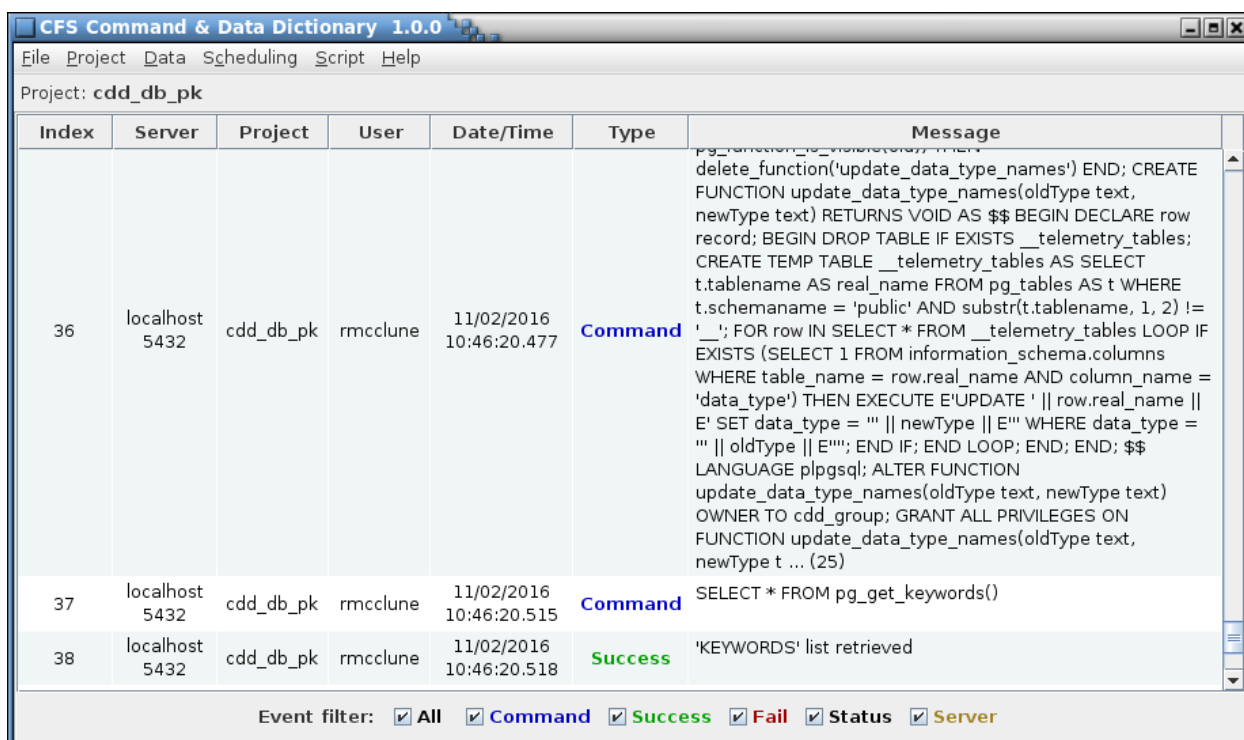 CFS Command & Data Dictionary 1.0.0
File Project Data Scheduling Script Help
Project: cdd_db_pk
Index Server Project User Date/Time Type Message
36 localhost 5432 cdd_db_pk rmcclune 11/02/2016 10:46:20.477 Command
pg_function_is_visible(oid)) THEN
delete_function('update_data_type_names') END; CREATE
FUNCTION update_data_type_names(oldType text,
newType text) RETURNS VOID AS $$ BEGIN DECLARE row
record; BEGIN DROP TABLE IF EXISTS __telemetry_tables;
CREATE TEMP TABLE __telemetry_tables AS SELECT
t.tablename AS real_name FROM pg_tables AS t WHERE
t.schemaname = 'public' AND substr(t.tablename, 1, 2) !=
'__'; FOR row IN SELECT * FROM __telemetry_tables LOOP IF
EXISTS (SELECT 1 FROM information_schema.columns
WHERE table_name = row.real_name AND column_name =
'data_type') THEN EXECUTE E'UPDATE ' || row.real_name ||
E' SET data_type = ''' || newType || E''' WHERE data_type =
''' || oldType || E''''; END IF; END LOOP; END; END; $$
LANGUAGE plpgsql; ALTER FUNCTION
update_data_type_names(oldType text, newType text)
OWNER TO cdd_group; GRANT ALL PRIVILEGES ON
FUNCTION update_data_type_names(oldType text,
newType t ... (25)
37 localhost 5432 cdd_db_pk rmcclune 11/02/2016 10:46:20.515 Command SELECT * FROM pg_get_keywords()
38 localhost 5432 cdd_db_pk rmcclune 11/02/2016 10:46:20.518 Success 'KEYWORDS' list retrieved
Event filter: All Command Success Fail Status Server